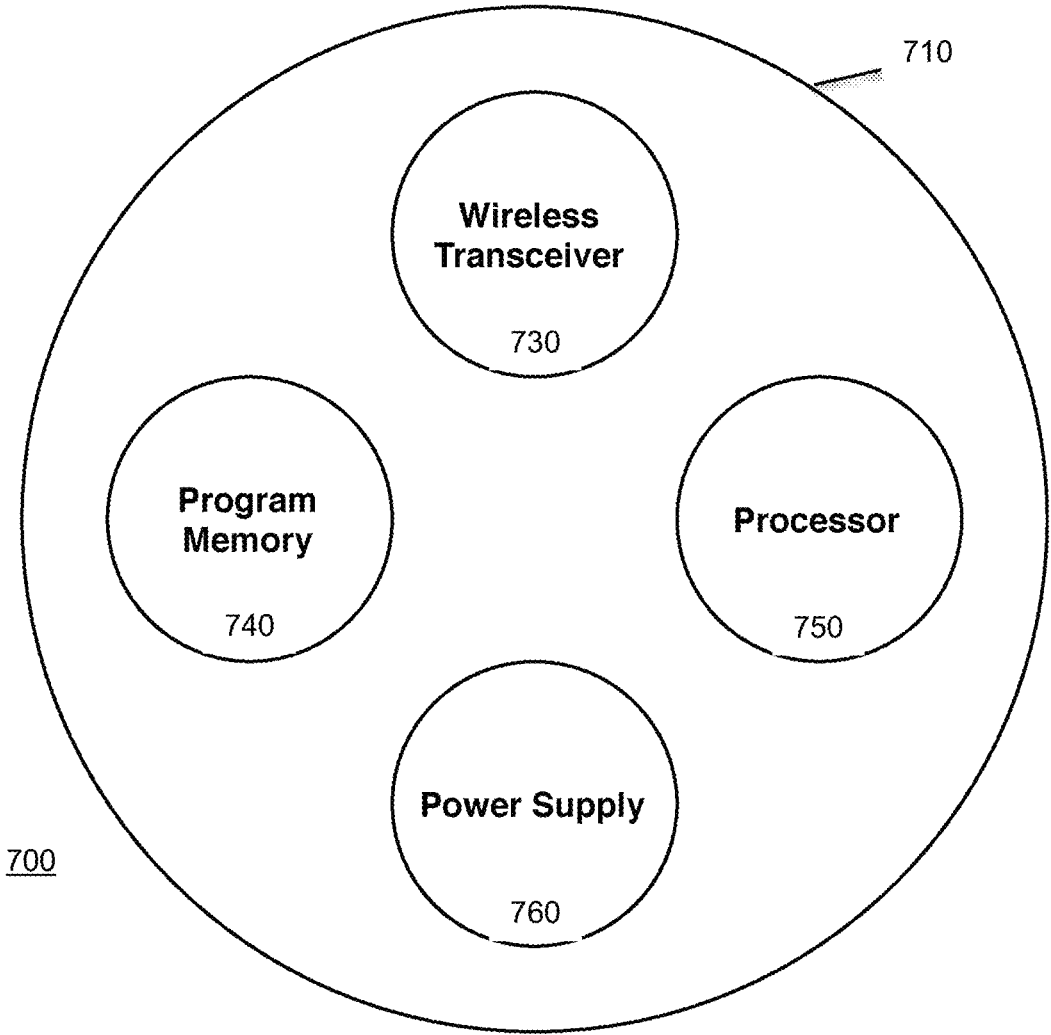 710
Wireless
Transceiver
730
Program
Memory
740
Processor
750
Power Supply
760
700